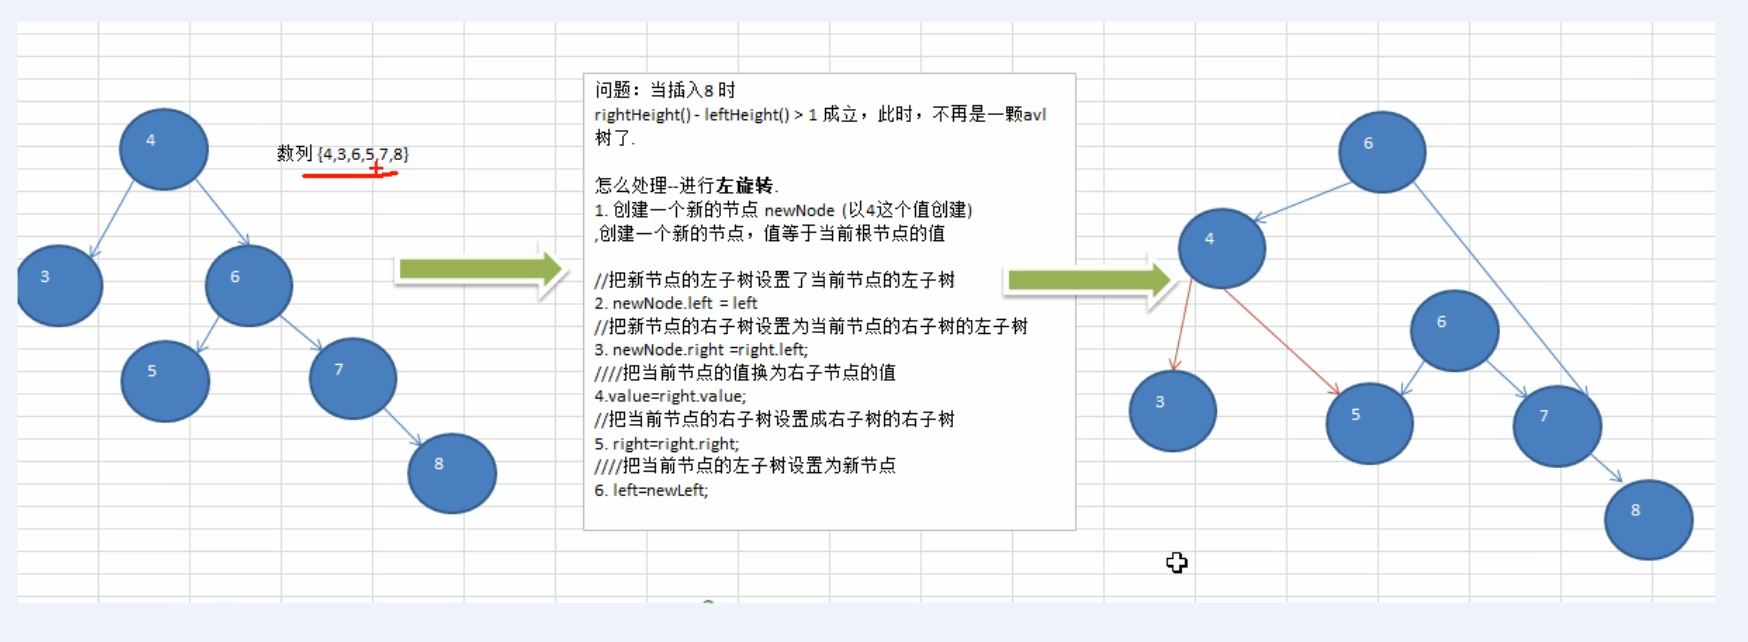 4
数列 {4,3,6,5,7,8}
3
6
5
7
8
问题：当插入8 时
rightHeight() - leftHeight() > 1 成立，此时，不再是一颗avl
树了.
怎么处理--进行左旋转.
1. 创建一个新的节点 newNode (以4这个值创建)
,创建一个新的节点，值等于当前根节点的值
//把新节点的左子树设置了当前节点的左子树
2. newNode.left = left
//把新节点的右子树设置为当前节点的右子树的左子树
3. newNode.right =right.left;
////把当前节点的值换为右子节点的值
4.value=right.value;
//把当前节点的右子树设置成右子树的右子树
5. right=right.right;
////把当前节点的左子树设置为新节点
6. left=newLeft;
6
4
6
3
5
7
8